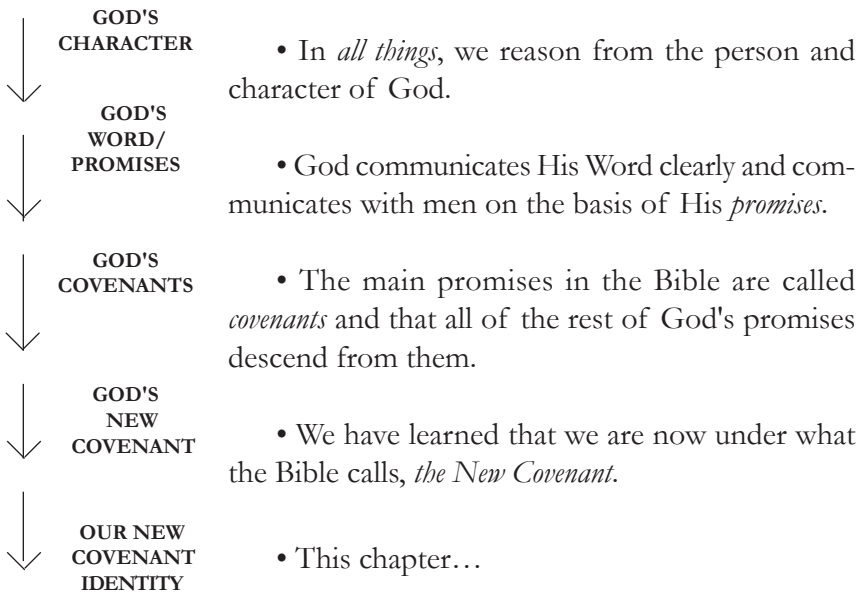 GOD'S
CHARACTER
• In all things, we reason from the person and
character of God.
GOD'S
WORD/
PROMISES
• God communicates His Word clearly and com-
municates with men on the basis of His promises.
GOD'S
COVENANTS
• The main promises in the Bible are called
covenants and that all of the rest of God's promises
descend from them.
GOD'S
NEW
COVENANT
• We have learned that we are now under what
the Bible calls, the New Covenant.
OUR NEW
COVENANT
IDENTITY
• This chapter…